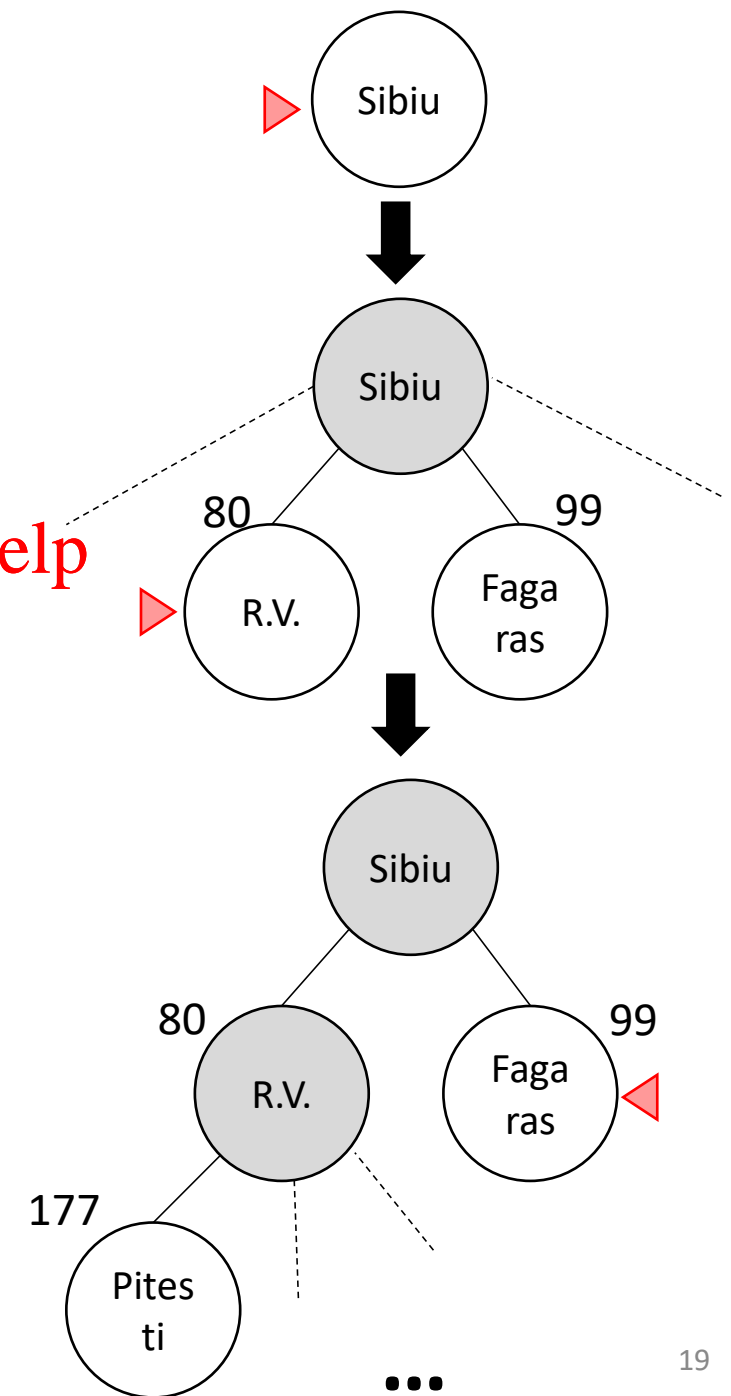 Sibiu
Sibiu
80
99
elp
R.V.
Faga
ras
Sibiu
80
99
R.V.
Faga
ras
177
Pites
ti
...
19